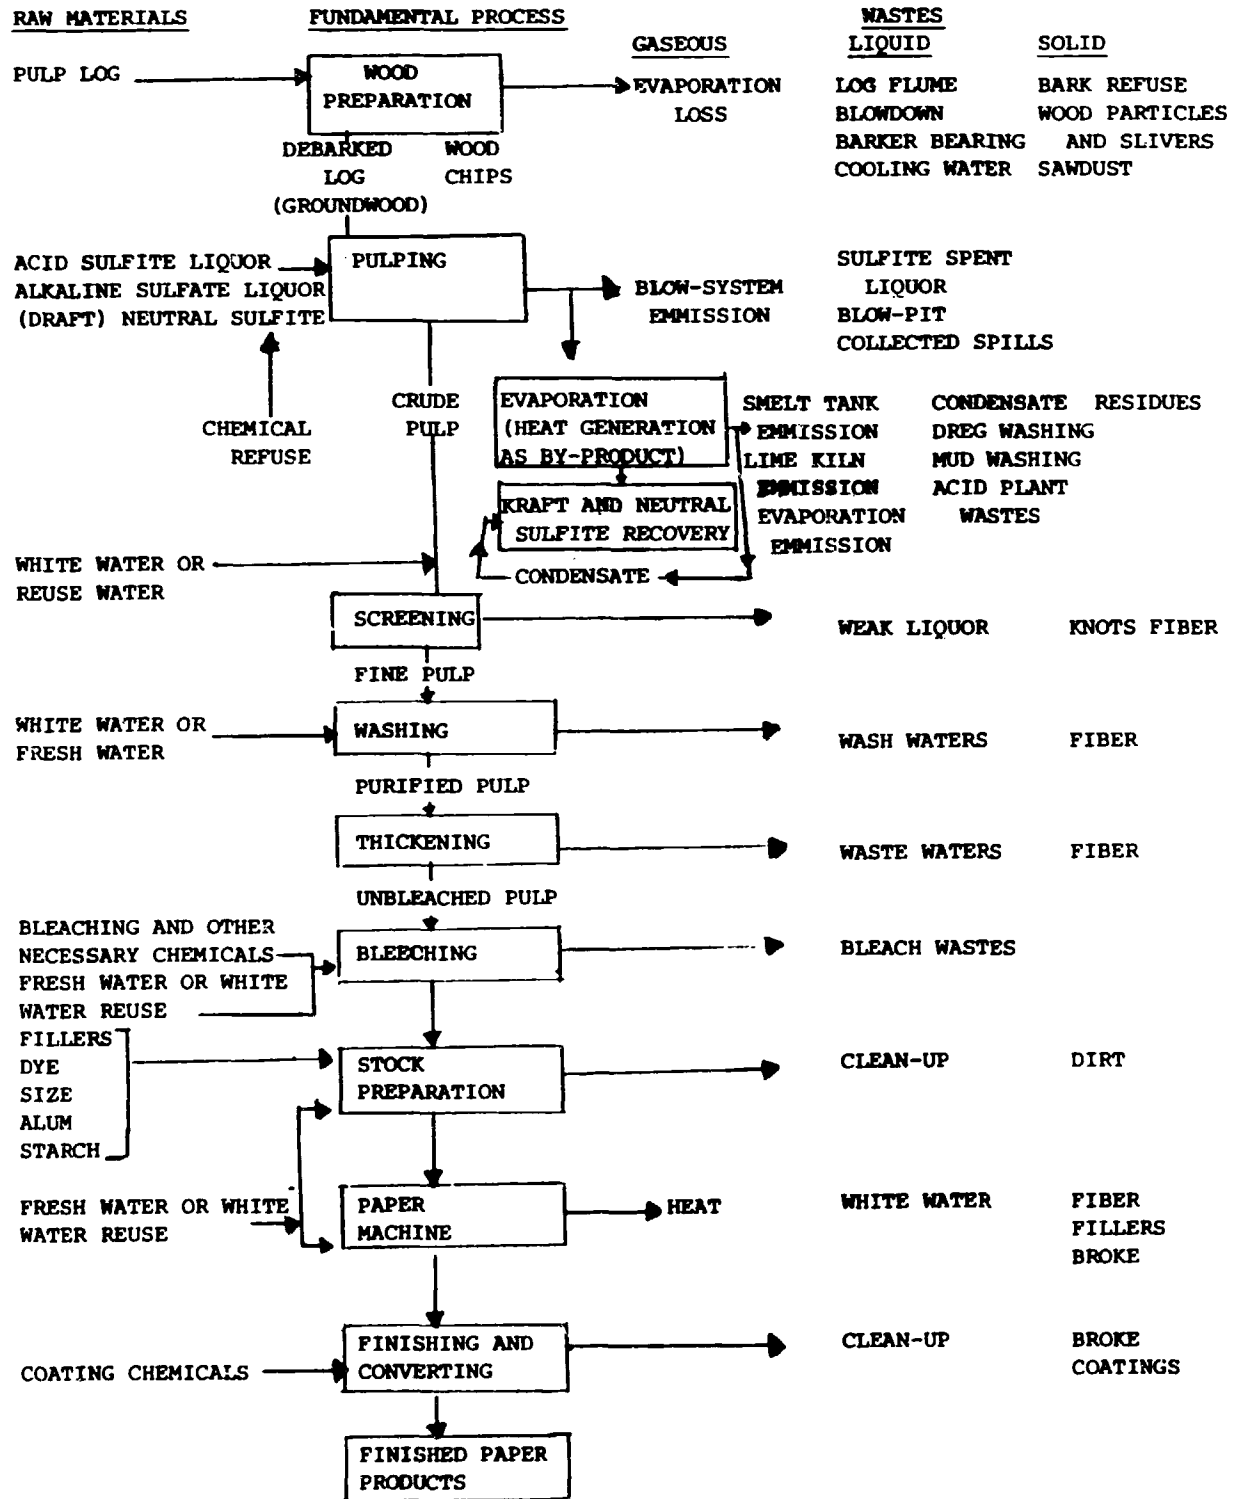 RAW MATERIALS FUNDAMENTAL PROCESS WASTES
GASEOUS LIQUID SOLID
PULP LOG WOOD PREPARATION EVAPORATION LOSS
LOG FLUME
BLOWDOWN
BARKER BEARING
COOLING WATER
BARK REFUSE
WOOD PARTICLES
AND SLIVERS
SAWDUST
DEBARKED
LOG
(GROUNDWOOD)
WOOD
CHIPS
ACID SULFITE LIQUOR
ALKALINE SULFATE LIQUOR
(DRAFT) NEUTRAL SULFITE
PULPING
BLOW-SYSTEM
EMMISSION
SULFITE SPENT
LIQUOR
BLOW-PIT
COLLECTED SPILLS
CHEMICAL
REFUSE
CRUDE
PULP
EVAPORATION
(HEAT GENERATION
AS BY-PRODUCT)
SMELT TANK
EMMISSION
LIME KILN
EMMISSION
EVAPORATION
EMMISSION
CONDENSATE
DREG WASHING
MUD WASHING
ACID PLANT
WASTES
RESIDUES
KRAFT AND NEUTRAL
SULFITE RECOVERY
CONDENSATE
WHITE WATER OR
REUSE WATER
SCREENING
WEAK LIQUOR
KNOTS FIBER
FINE PULP
WHITE WATER OR
FRESH WATER
WASHING
WASH WATERS
FIBER
PURIFIED PULP
THICKENING
WASTE WATERS
FIBER
UNBLEACHED PULP
BLEACHING AND OTHER
NECESSARY CHEMICALS
FRESH WATER OR WHITE
WATER REUSE
BLEECHING
BLEACH WASTES
FILLERS
DYE
SIZE
ALUM
STARCH
STOCK
PREPARATION
CLEAN-UP
DIRT
FRESH WATER OR WHITE
WATER REUSE
PAPER
MACHINE
HEAT
WHITE WATER
FIBER
FILLERS
BROKE
COATING CHEMICALS
FINISHING AND
CONVERTING
CLEAN-UP
BROKE
COATINGS
FINISHED PAPER
PRODUCTS